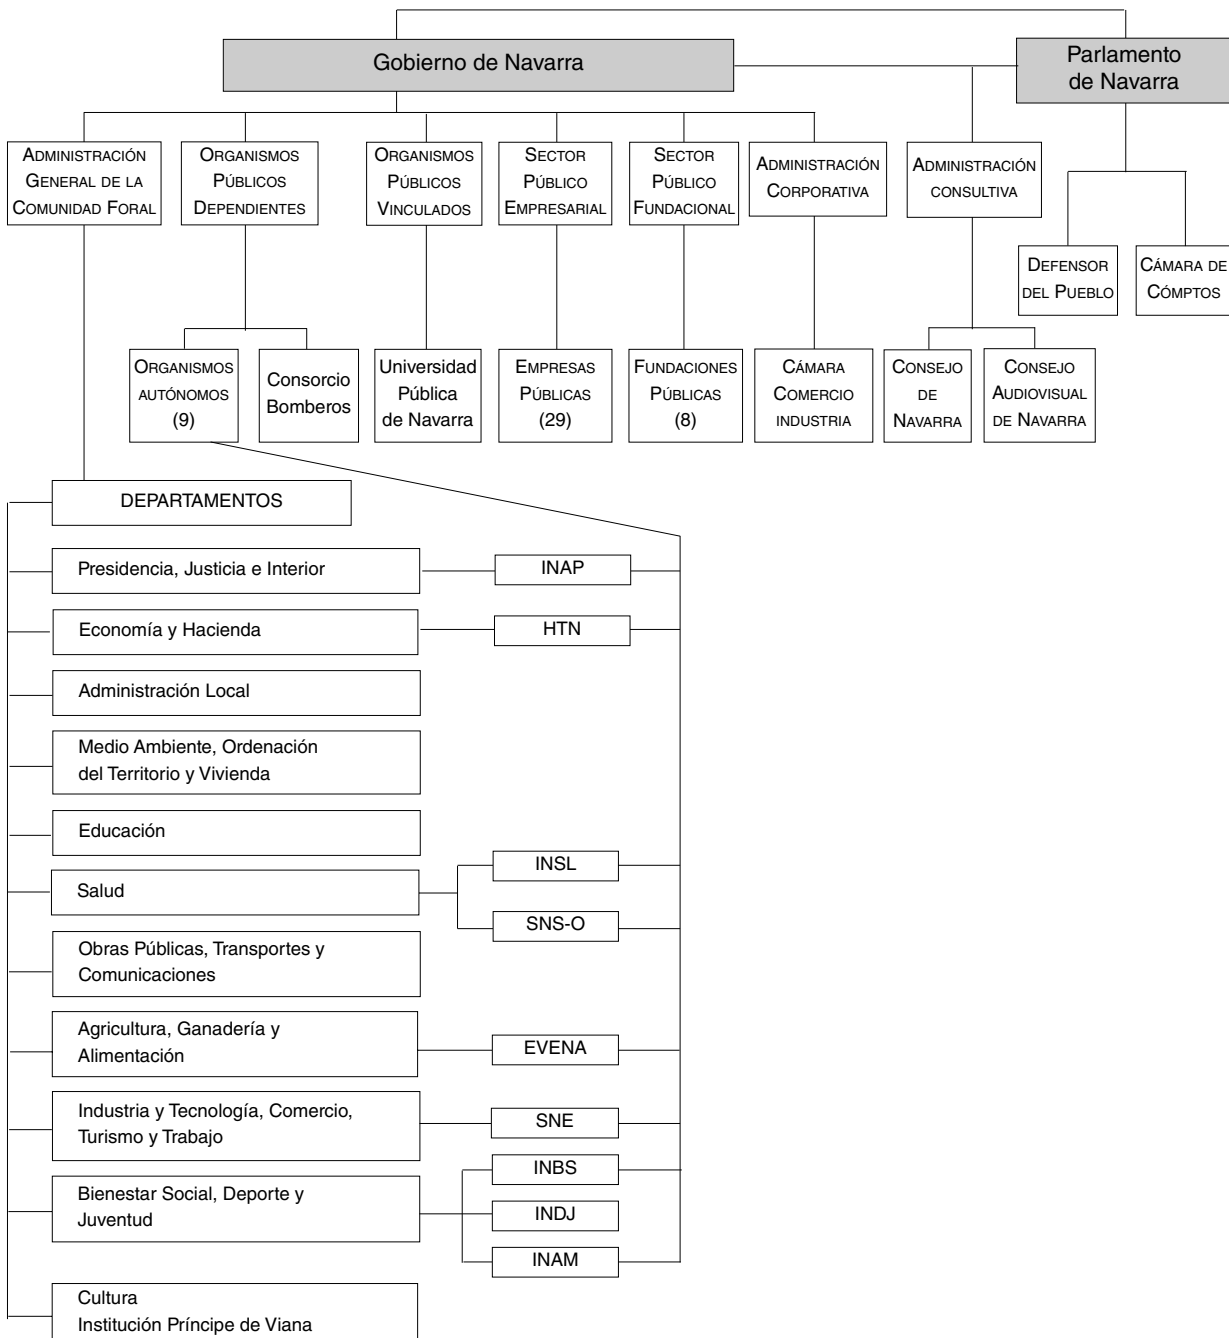 Gobierno de Navarra
Parlamento
de Navarra
ADMINISTRACIÓN
GENERAL DE LA
COMUNIDAD FORAL
ORGANISMOS
PÚBLICOS
DEPENDIENTES
ORGANISMOS
PÚBLICOS
VINCULADOS
SECTOR
PÚBLICO
EMPRESARIAL
SECTOR
PÚBLICO
FUNDACIONAL
ADMINISTRACIÓN
CORPORATIVA
ADMINISTRACIÓN
CONSULTIVA
DEFENSOR
DEL PUEBLO
CÁMARA DE
CÓMPTOS
ORGANISMOS
AUTÓNOMOS
(9)
Consorcio
Bomberos
Universidad
Pública
de Navarra
EMPRESAS
PÚBLICAS
(29)
FUNDACIONES
PÚBLICAS
(8)
CÁMARA
COMERCIO
INDUSTRIA
CONSEJO
DE
NAVARRA
CONSEJO
AUDIOVISUAL
DE NAVARRA
DEPARTAMENTOS
Presidencia, Justicia e Interior
INAP
Economía y Hacienda
HTN
Administración Local
Medio Ambiente, Ordenación
del Territorio y Vivienda
Educación
Salud
INSL
SNS-O
Obras Públicas, Transportes y
Comunicaciones
Agricultura, Ganadería y
Alimentación
EVENA
Industria y Tecnología, Comercio,
Turismo y Trabajo
SNE
Bienestar Social, Deporte y
Juventud
INBS
INDJ
INAM
Cultura
Institución Príncipe de Viana